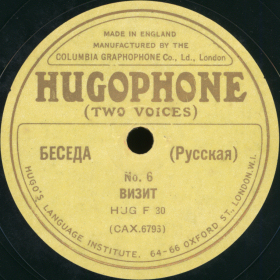 MADE IN ENGLAND
MANUFACTURED BY THE
COLUMBIA GRAPHOPHONE Co., Ld., London
HUGOPHONE
(TWO VOICES)
БЕСЕДА (Русская)
No. 6
ВИЗИТ
HUG F 30
(CAX.6793)
HUGO'S LANGUAGE INSTITUTE, 64-66 OXFORD ST, LONDON.W.1.